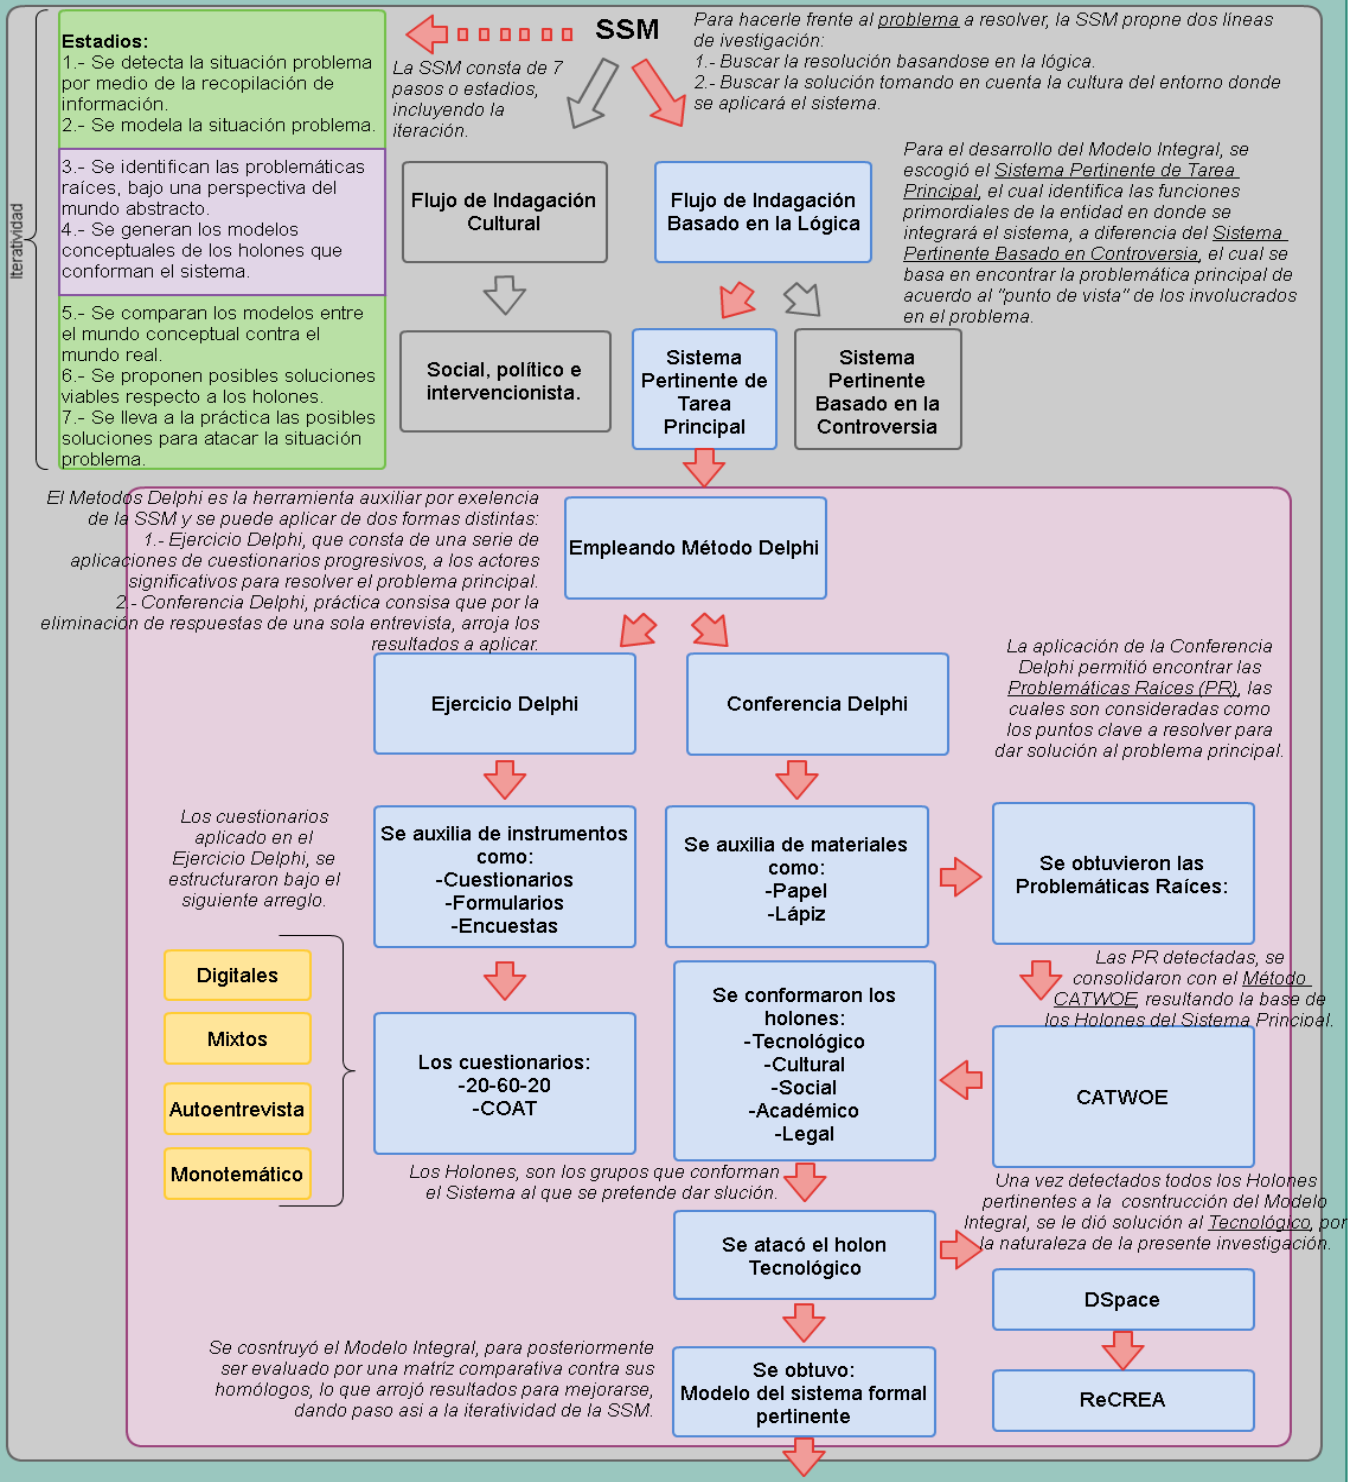 SSM
Para hacerle frente al problema a resolver, la SSM propne dos líneas
de ivestigación:
1.- Buscar la resolución basandose en la lógica.
2.- Buscar la solución tomando en cuenta la cultura del entorno donde
se aplicará el sistema.
Estadios:
1.- Se detecta la situación problema
por medio de la recopilación de
información.
2.- Se modela la situación problema.
3.- Se identifican las problemáticas
raíces, bajo una perspectiva del
mundo abstracto.
4.- Se generan los modelos
conceptuales de los holones que
conforman el sistema.
5.- Se comparan los modelos entre
el mundo conceptual contra el
mundo real.
6.- Se proponen posibles soluciones
viables respecto a los holones.
7.- Se lleva a la práctica las posibles
soluciones para atacar la situación
problema.
Iteratividad
La SSM consta de 7
pasos o estadios,
incluyendo la
iteración.
Flujo de Indagación
Cultural
Flujo de Indagación
Basado en la Lógica
Para el desarrollo del Modelo Integral, se
escogió el Sistema Pertinente de Tarea
Principal, el cual identifica las funciones
primordiales de la entidad en donde se
integrará el sistema, a diferencia del Sistema
Pertinente Basado en Controversia, el cual se
basa en encontrar la problemática principal de
acuerdo al "punto de vista" de los involucrados
en el problema.
Social, político e
intervencionista.
Sistema
Pertinente de
Tarea
Principal
Sistema
Pertinente
Basado en la
Controversia
El Metodos Delphi es la herramienta auxiliar por exelencia
de la SSM y se puede aplicar de dos formas distintas:
1.- Ejercicio Delphi, que consta de una serie de
aplicaciones de cuestionarios progresivos, a los actores
significativos para resolver el problema principal.
2.- Conferencia Delphi, práctica consisa que por la
eliminación de respuestas de una sola entrevista, arroja los
resultados a aplicar.
Empleando Método Delphi
Ejercicio Delphi
Conferencia Delphi
La aplicación de la Conferencia
Delphi permitió encontrar las
Problemáticas Raíces (PR), las
cuales son consideradas como
los puntos clave a resolver para
dar solución al problema principal.
Los cuestionarios
aplicado en el
Ejercicio Delphi, se
estructuraron bajo el
siguiente arreglo.
Se auxilia de instrumentos
como:
-Cuestionarios
-Formularios
-Encuestas
Se auxilia de materiales
como:
-Papel
-Lápiz
Se obtuvieron las
Problemáticas Raíces:
Las PR detectadas, se
consolidaron con el Método
CATWOE, resultando la base de
los Holones del Sistema Principal.
Digitales
Mixtos
Autoentrevista
Monotemático
Los cuestionarios:
-20-60-20
-COAT
Se conformaron los
holones:
-Tecnológico
-Cultural
-Social
-Académico
-Legal
CATWOE
Los Holones, son los grupos que conforman
el Sistema al que se pretende dar slución.
Una vez detectados todos los Holones
pertinentes a la cosntrucción del Modelo
Integral, se le dió solución al Tecnológico, por
la naturaleza de la presente investigación.
Se atacó el holon
Tecnológico
DSpace
Se cosntruyó el Modelo Integral, para posteriormente
ser evaluado por una matríz comparativa contra sus
homólogos, lo que arrojó resultados para mejorarse,
dando paso asi a la iteratividad de la SSM.
Se obtuvo:
Modelo del sistema formal
pertinente
ReCREA